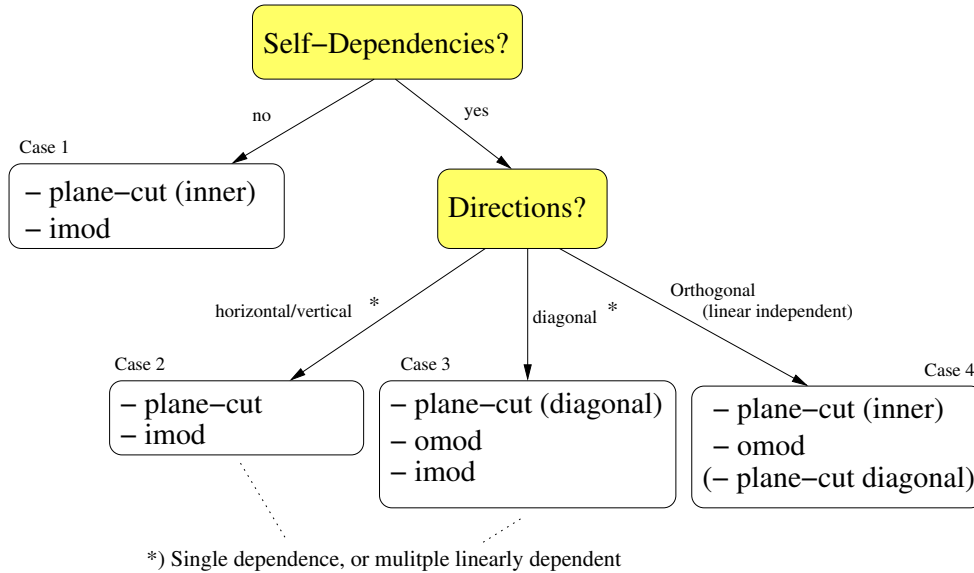 Self−Dependencies?
no
yes
Case 1
− plane−cut (inner)
− imod
Directions?
horizontal/vertical *
diagonal *
Orthogonal
(linear independent)
Case 2
− plane−cut
− imod
Case 3
− plane−cut (diagonal)
− omod
− imod
Case 4
− plane−cut (inner)
− omod
(− plane−cut diagonal)
*) Single dependence, or mulitple linearly dependent